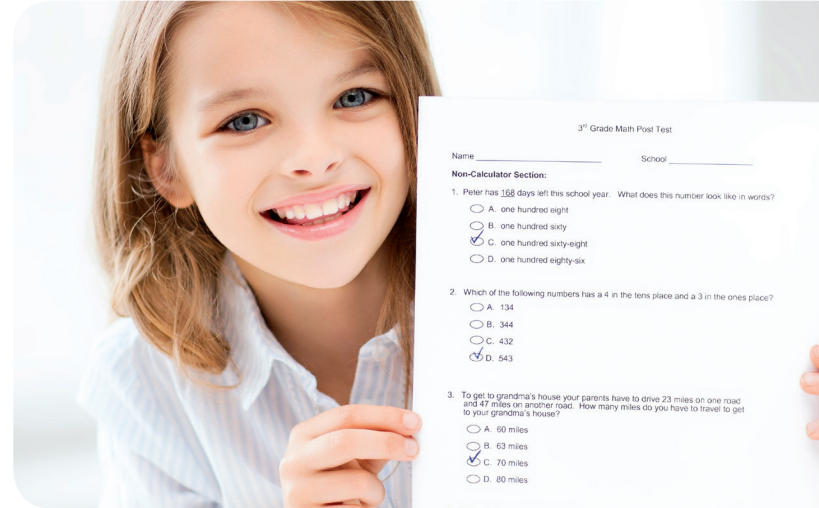 3rd Grade Math Post Test
Name ____________ School ____________
Non-Calculator Section:
1. Peter has 168 days left this school year. What does this number look like in words?
A. one hundred eight
B. one hundred sixty
C. one hundred sixty-eight
D. one hundred eighty-six
2. Which of the following numbers has a 4 in the tens place and a 3 in the ones place?
A. 134
B. 344
C. 432
D. 543
3. To get to grandma's house your parents have to drive 23 miles on one road
and 47 miles on another road. How many miles do you have to travel to get
to your grandma's house?
A. 60 miles
B. 63 miles
C. 70 miles
D. 80 miles